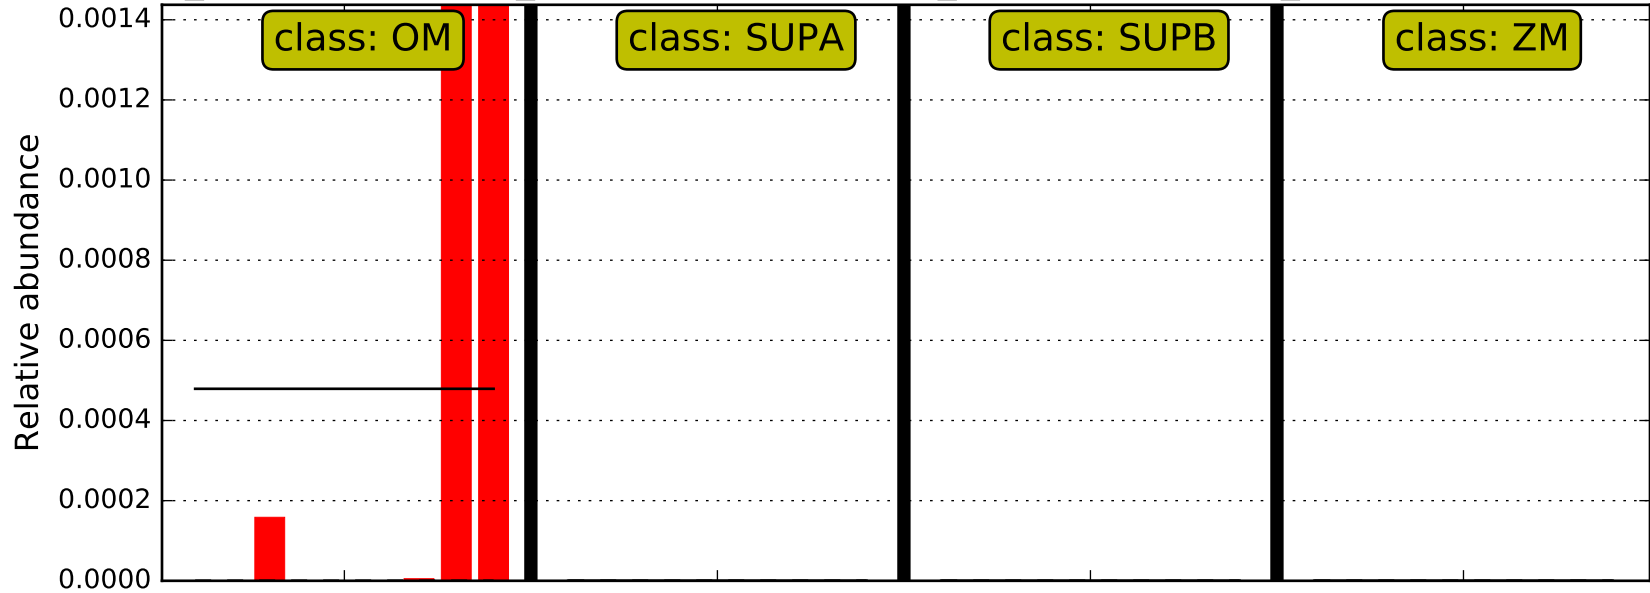 class: OM
class: SUPA
class: SUPB
class: ZM
0.0014
0.0012
0.0010
0.0008
0.0006
0.0004
0.0002
0.0000
Relative abundance